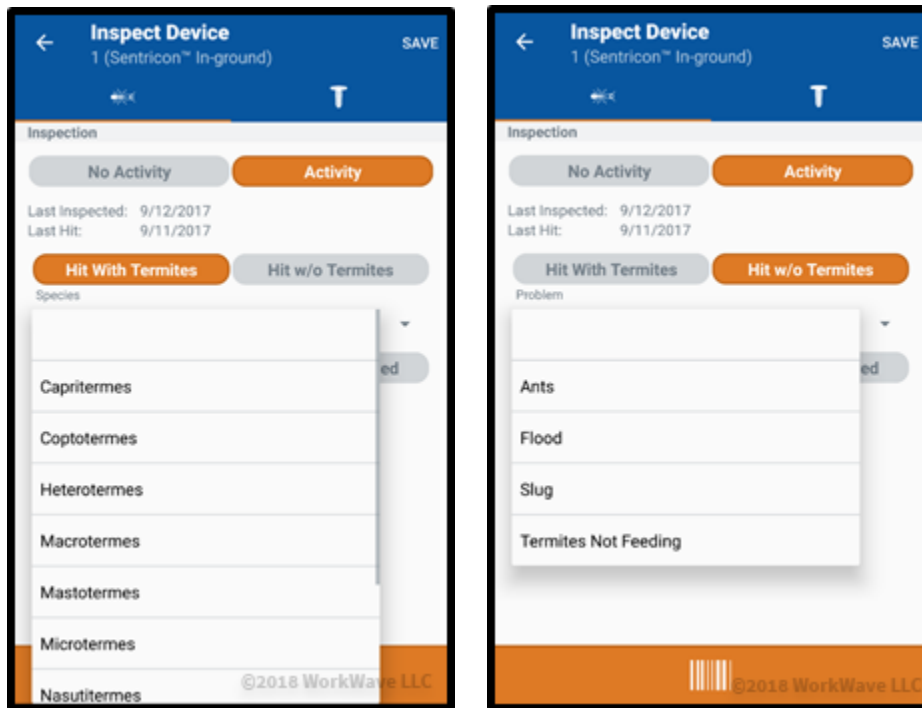 Inspect Device
SAVE
1 (Sentricon™ In-ground)
T
Inspection
No Activity Activity
Last Inspected: 9/12/2017
Last Hit: 9/11/2017
Hit With Termites Hit w/o Termites
Species
ed
Capritermes
Coptotermes
Heterotermes
Macrotermes
Mastotermes
Microtermes
Nasutitermes
©2018 WorkWave LLC
Inspect Device
SAVE
1 (Sentricon™ In-ground)
T
Inspection
No Activity Activity
Last Inspected: 9/12/2017
Last Hit: 9/11/2017
Hit With Termites Hit w/o Termites
Problem
ed
Ants
Flood
Slug
Termites Not Feeding
©2018 WorkWave LLC